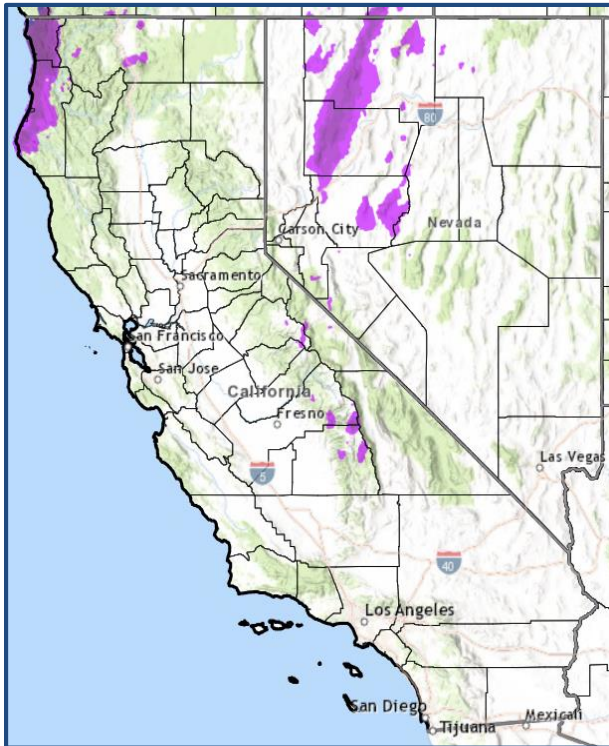 80
Nevada
Carson City
Sacramento
San Francisco
San Jose
California
Fresno
Las Vegas
5
40
Los Angeles
San Diego
Tijuana
Mexicali